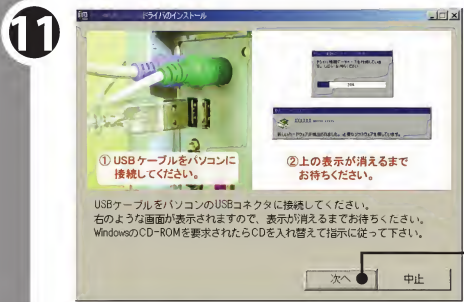 11
ドライバのインストール
① USB ケーブルをパソコンに
接続してください。
②上の表示が消えるまで
お待ちください。
USBケーブルをパソコンのUSBコネクタに接続してください。
右のような画面が表示されますので、表示が消えるまでお待ちください。
WindowsのCD-ROMを要求されたらCDを入れ替えて指示に従って下さい。
次へ
中止